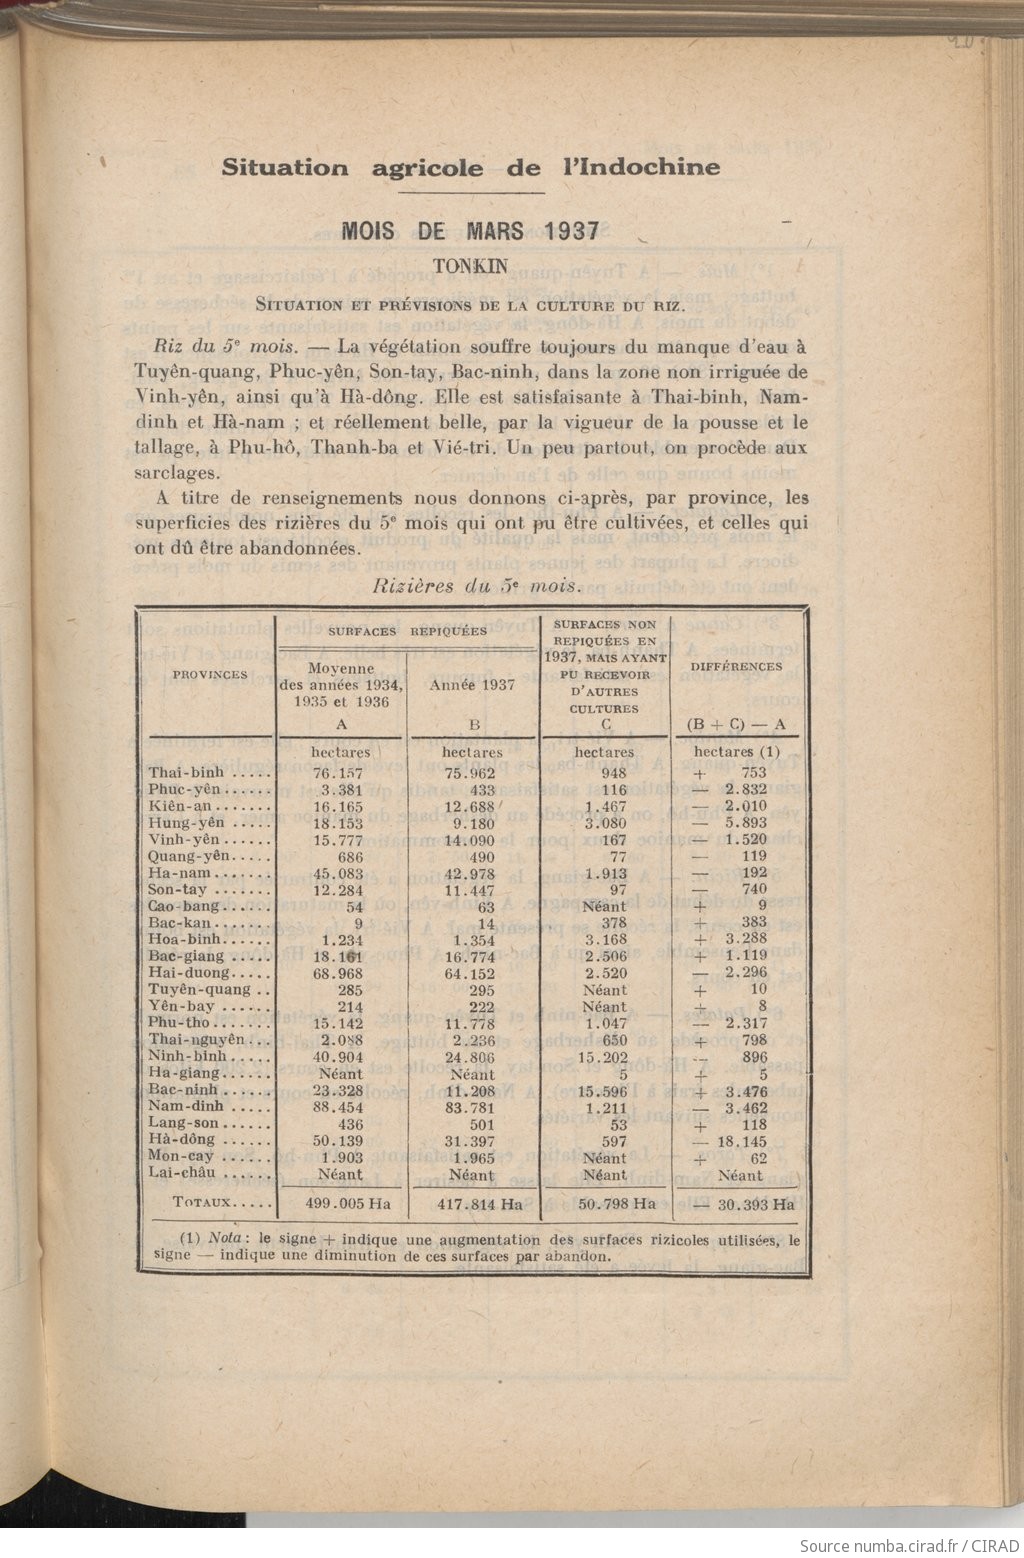 Situation agricole de l'Indochine
MOIS DE MARS 1937
TONKIN
SITUATION ET PRÉVISIONS DE LA CULTURE DU RIZ.
Riz du 5e mois. — La végétation souffre toujours du manque d'eau à
Tuyên-quang, Phuc-yên, Son-tay, Bac-ninh, dans la zone non irriguée de
Vinh-yên, ainsi qu'à Hà-dông. Elle est satisfaisante à Thai-binh, Nam-
dinh et Hà-nam ; et réellement belle, par la vigueur de la pousse et le
tallage, à Phu-hô, Thanh-ba et Vié-tri. Un peu partout, on procède aux
sarclages.
A titre de renseignements nous donnons ci-après, par province, les
superficies des rizières du 5e mois qui ont pu être cultivées, et celles qui
ont dû être abandonnées.
Rizières du 5e mois.
PROVINCES
SURFACES REPIQUÉES
Moyenne
des années 1934,
1935 et 1936
A
Année 1937
B
SURFACES NON
REPIQUÉES EN
1937, MAIS AYANT
PU RECEVOIR
D'AUTRES
CULTURES
C
DIFFÉRENCES
(B + C) — A
hectares hectares hectares hectares (1)
Thai-binh ..... 76.157 75.962 948 + 753
Phuc-yên...... 3.381 433 116 — 2.832
Kiên-an....... 16.165 12.688 1.467 — 2.010
Hung-yên ..... 18.153 9.180 3.080 — 5.893
Vinh-yên...... 15.777 14.090 167 — 1.520
Quang-yên..... 686 490 77 — 119
Ha-nam....... 45.083 42.978 1.913 — 192
Son-tay ....... 12.284 11.447 97 — 740
Cao-bang...... 54 63 Néant + 9
Bac-kan....... 9 14 378 + 383
Hoa-binh...... 1.234 1.354 3.168 + 3.288
Bac-giang ..... 18.161 16.774 2.506 + 1.119
Hai-duong..... 68.968 64.152 2.520 — 2.296
Tuyên-quang .. 285 295 Néant + 10
Yên-bay ...... 214 222 Néant + 8
Phu-tho....... 15.142 11.778 1.047 — 2.317
Thai-nguyên... 2.088 2.236 650 + 798
Ninh-binh..... 40.904 24.806 15.202 — 896
Ha-giang...... Néant Néant 5 + 5
Bac-ninh...... 23.328 11.208 15.596 + 3.476
Nam-dinh ..... 88.454 83.781 1.211 — 3.462
Lang-son...... 436 501 53 + 118
Hà-dông ...... 50.139 31.397 597 — 18.145
Mon-cay ...... 1.903 1.965 Néant + 62
Lai-châu ...... Néant Néant Néant Néant
TOTAUX..... 499.005 Ha 417.814 Ha 50.798 Ha — 30.393 Ha
(1) Nota : le signe + indique une augmentation des surfaces rizicoles utilisées, le
signe — indique une diminution de ces surfaces par abandon.
Source numba.cirad.fr / CIRAD